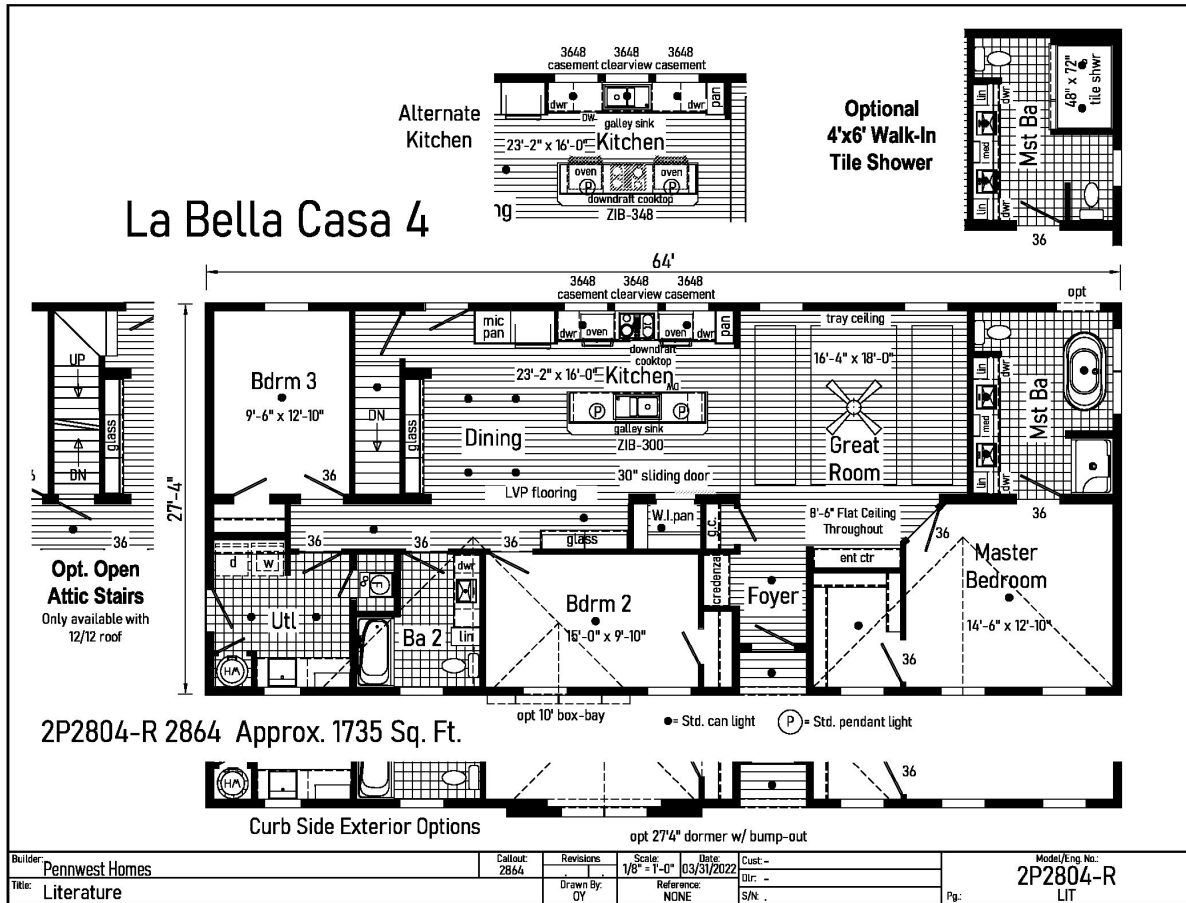 3648 3648 3648
casement clearview casement
Alternate
Kitchen
dwr
dwr
pan
DW
galley sink
Kitchen
23'-2" x 16'-0"
oven
oven
P
P
downdraft cooktop
ZIB-348
ng
Optional
4'x6' Walk-In
Tile Shower
lin
dwr
med
lin
dwr
Mst Ba
48" x 72"
tile shwr
36
La Bella Casa 4
64'
27'-4"
3648 3648 3648
casement clearview casement
opt
UP
DN
glass
36
36
Opt. Open
Attic Stairs
Only available with
12/12 roof
Bdrm 3
9'-6" x 12'-10"
36
DN
glass
mic
pan
dwr
oven
oven
dwr
pan
downdraft
cooktop
Kitchen
23'-2" x 16'-0"
DW
P
P
galley sink
ZIB-300
Dining
30" sliding door
LVP flooring
tray ceiling
16'-4" x 18'-0"
Great
Room
lin
dwr
med
lin
dwr
Mst Ba
36
W.I.pan
g.c.
8'-6" Flat Ceiling
Throughout
36
36
36
36
glass
d
w
Utl
HW
F
Ba 2
dwr
lin
Bdrm 2
15'-0" x 9'-10"
credenza
Foyer
ent ctr
Master
Bedroom
14'-6" x 12'-10"
36
opt 10' box-bay
= Std. can light
P = Std. pendant light
2P2804-R 2864 Approx. 1735 Sq. Ft.
HW
36
Curb Side Exterior Options
opt 27'4" dormer w/ bump-out
Builder: Pennwest Homes
Title: Literature
Callout:
2864
Revisions
Drawn By:
OY
Scale:
1/8" = 1'-0"
Date:
03/31/2022
Reference:
NONE
Cust: -
Dlr: -
S/N: .
Model/Eng. No.:
2P2804-R
Pg.: LIT